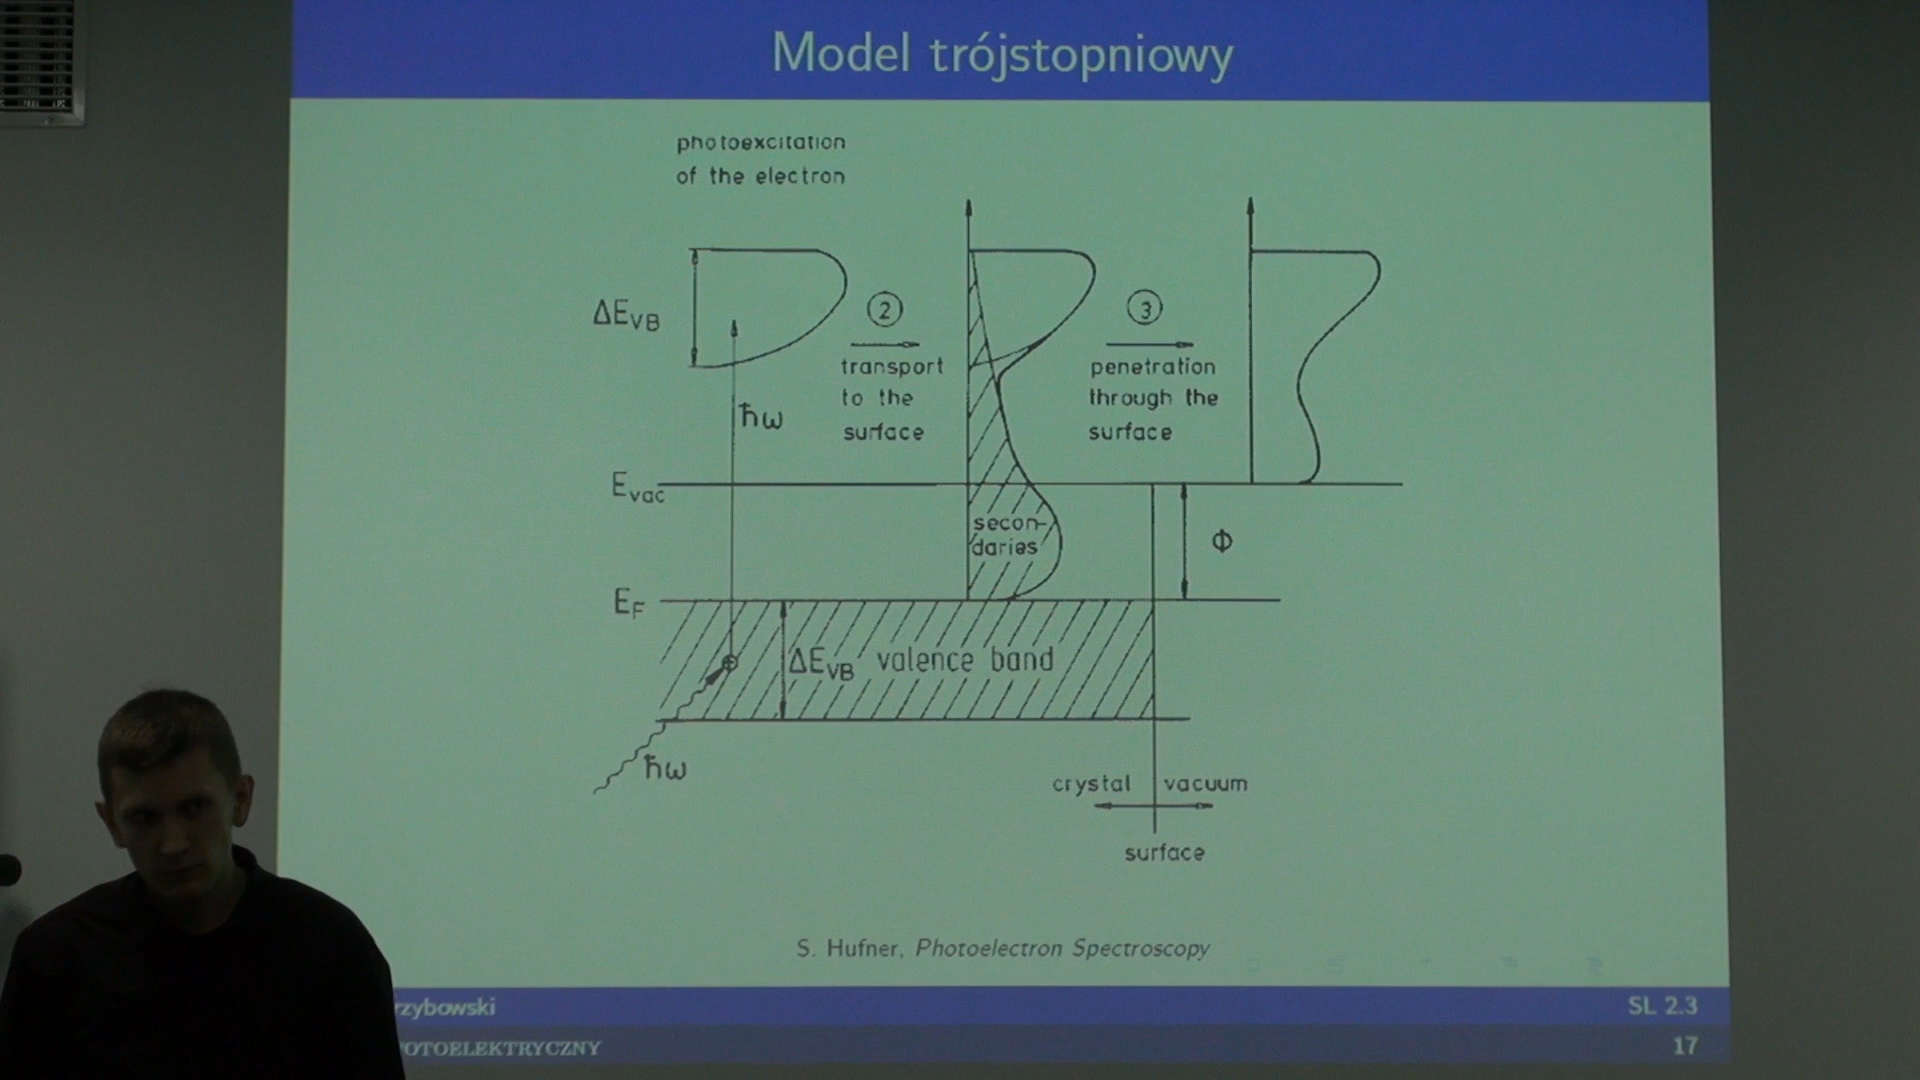 Model trójstopniowy
photoexcitation
of the electron
ΔE_VB
ħω
②
transport
to the
surface
③
penetration
through the
surface
E_vac
secon-
daries
Φ
E_F
ΔE_VB valence band
ħω
crystal vacuum
surface
S. Hufner, Photoelectron Spectroscopy
rzybowski
SL 2.3
OTOELEKTRYCZNY
17